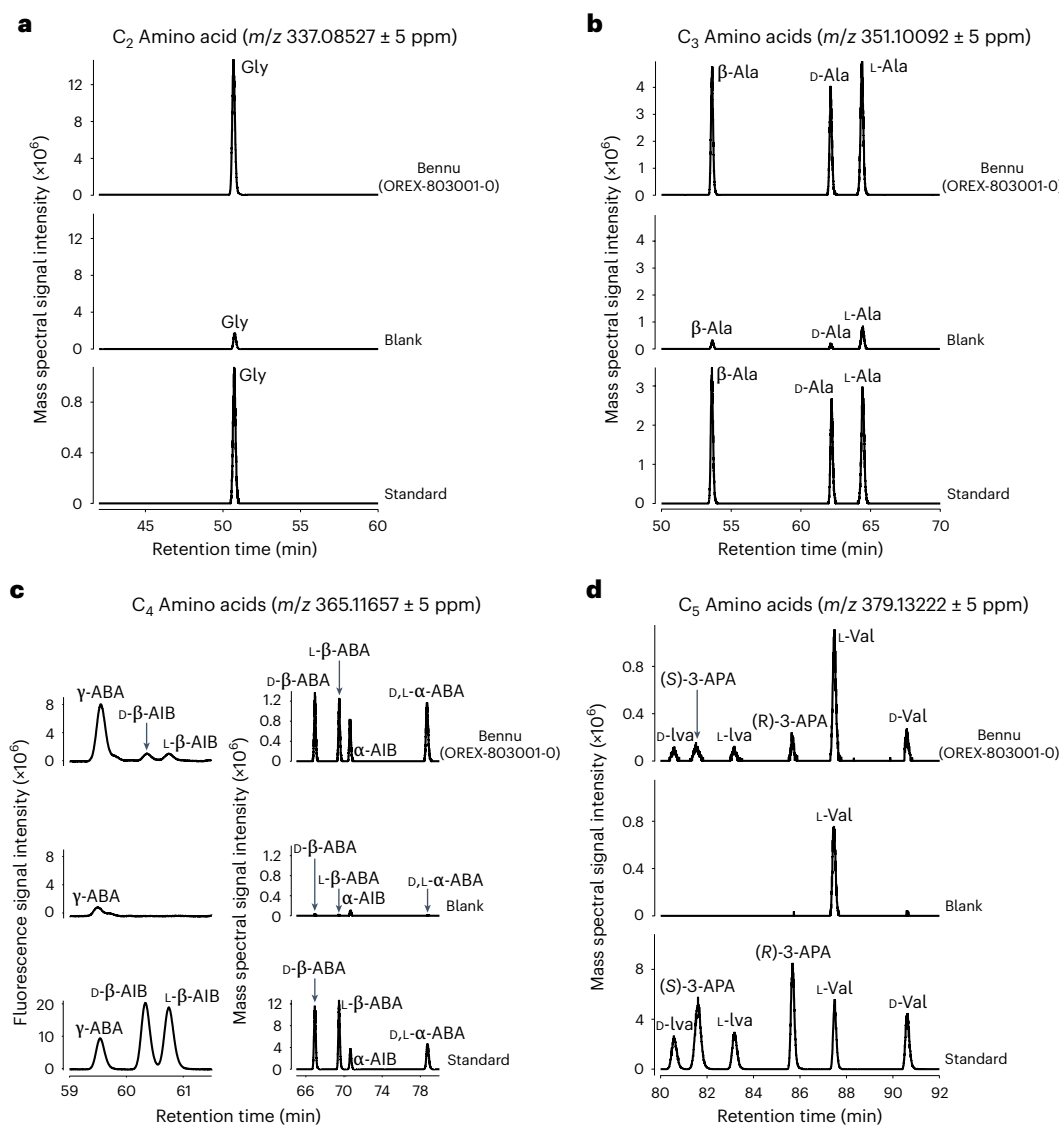 a
C2 Amino acid (m/z 337.08527 ± 5 ppm)
Mass spectral signal intensity (×10⁶)
12
8
4
0
Gly
Bennu
(OREX-803001-0)
12
8
4
0
Gly
Blank
0.8
0.4
0
Gly
Standard
45
50
55
60
Retention time (min)
b
C3 Amino acids (m/z 351.10092 ± 5 ppm)
Mass spectral signal intensity (×10⁶)
4
3
2
1
0
β-Ala
D-Ala
L-Ala
Bennu
(OREX-803001-0)
4
3
2
1
0
β-Ala
D-Ala
L-Ala
Blank
3
2
1
0
β-Ala
D-Ala
L-Ala
Standard
50
55
60
65
70
Retention time (min)
c
C4 Amino acids (m/z 365.11657 ± 5 ppm)
Fluorescence signal intensity (×10⁶)
8
4
0
γ-ABA
D-β-AIB
L-β-AIB
8
4
0
γ-ABA
20
10
0
γ-ABA
D-β-AIB
L-β-AIB
59
60
61
Mass spectral signal intensity (×10⁶)
1.2
0.8
0.4
0
D-β-ABA
L-β-ABA
α-AIB
D,L-α-ABA
Bennu
(OREX-803001-0)
1.2
0.8
0.4
0
D-β-ABA
L-β-ABA
α-AIB
D,L-α-ABA
Blank
12
8
4
0
D-β-ABA
L-β-ABA
α-AIB
D,L-α-ABA
Standard
66
70
74
78
Retention time (min)
d
C5 Amino acids (m/z 379.13222 ± 5 ppm)
Mass spectral signal intensity (×10⁶)
0.8
0.4
0
D-Iva
(S)-3-APA
L-Iva
(R)-3-APA
L-Val
D-Val
Bennu
(OREX-803001-0)
0.8
0.4
0
L-Val
Blank
8
4
0
D-Iva
(S)-3-APA
L-Iva
(R)-3-APA
L-Val
D-Val
Standard
80
82
84
86
88
90
92
Retention time (min)